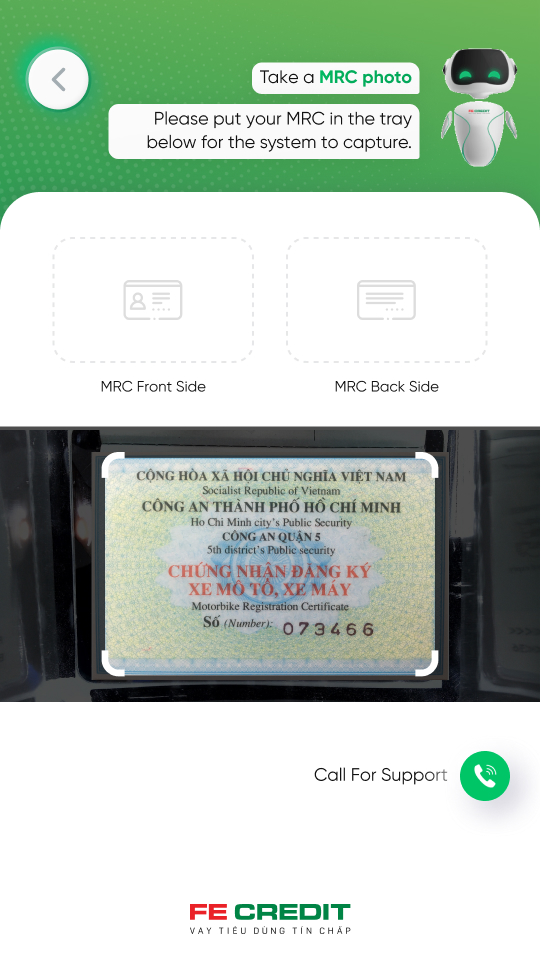 Take a MRC photo
Please put your MRC in the tray
below for the system to capture.
FE CREDIT
MRC Front Side
MRC Back Side
CỘNG HÒA XÃ HỘI CHỦ NGHĨA VIỆT NAM
Socialist Republic of Vietnam
CÔNG AN THÀNH PHỐ HỒ CHÍ MINH
Ho Chi Minh city's Public Security
CÔNG AN QUẬN 5
5th district's Public security
CHỨNG NHẬN ĐĂNG KÝ
XE MÔ TÔ, XE MÁY
Motorbike Registration Certificate
Số (Number): 073466
Call For Support
FE CREDIT
VAY TIÊU DÙNG TÍN CHẤP